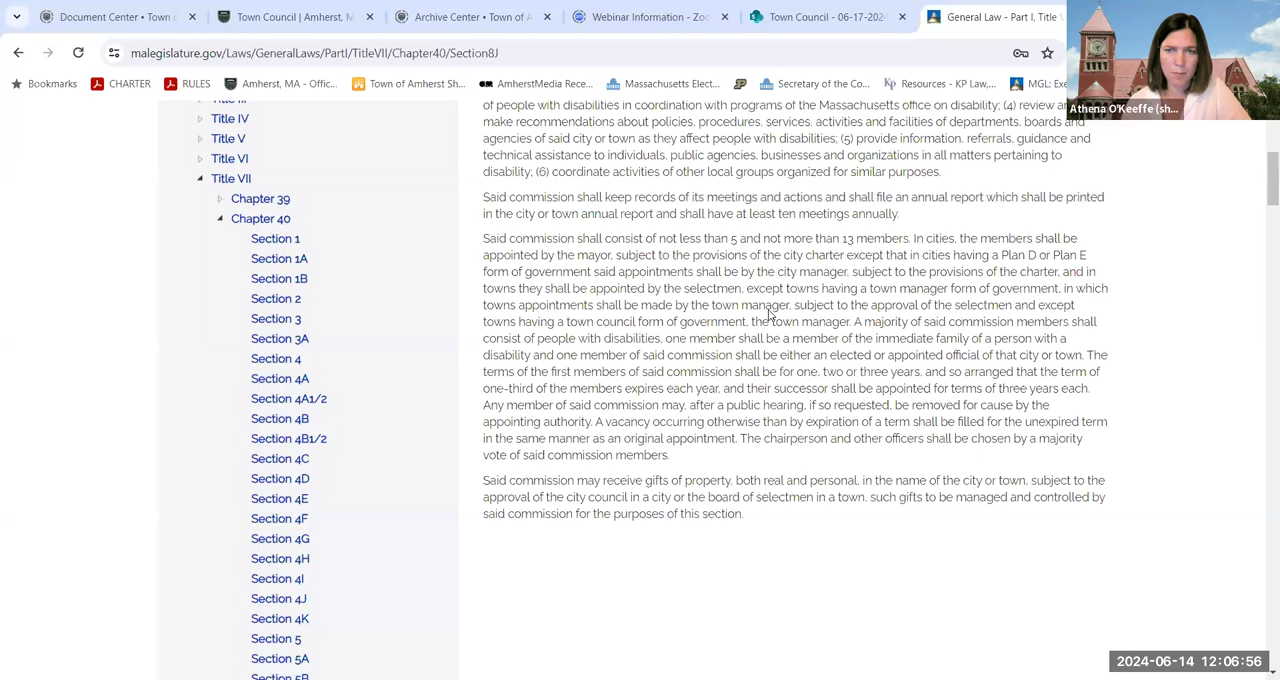 Document Center • Town o
Town Council | Amherst, M
Archive Center • Town of A
Webinar Information - Zoo
Town Council - 06-17-202
General Law - Part I, Title V
malegislature.gov/Laws/GeneralLaws/PartI/TitleVII/Chapter40/Section8J
Bookmarks
CHARTER
RULES
Amherst, MA - Offic...
Town of Amherst Sh...
Amherst Recreatio...
Massachusetts Elect...
Secretary of the Co...
Resources - KP Law,...
MGL: Ex
Athena O'Keeffe (sh...
Title III
Title IV
Title V
Title VI
Title VII
Chapter 39
Chapter 40
Section 1
Section 1A
Section 1B
Section 2
Section 3
Section 3A
Section 4
Section 4A
Section 4A1/2
Section 4B
Section 4B1/2
Section 4C
Section 4D
Section 4E
Section 4F
Section 4G
Section 4H
Section 4I
Section 4J
Section 4K
Section 5
Section 5A
Section 5B
people with disabilities in coordination with programs of the Massachusetts office on disability; (4) review
procedures, services, and facilities of departments, boards and
agencies of said city or town as they affect people with disabilities; (5) provide information, referrals, guidance and
technical assistance to individuals, public agencies, businesses and organizations in all matters pertaining to
disability; (6) coordinate activities of other local groups organized for similar purposes.
Said commission shall keep records of its meetings and actions and shall file an annual report which shall be printed
in the city or town annual report and shall have at least ten meetings annually.
Said commission shall consist of not less than 5 and not more than 13 members. In cities, the members shall be
appointed by the mayor, subject to the provisions of the city charter except that in cities having a Plan D or Plan E
form of government said appointments shall be by the city manager, subject to the provisions of the charter, and in
towns they shall be appointed by the selectmen, except towns having a town manager form of government, in which
towns appointments shall be made by the town manager, subject to the approval of the selectmen and except
towns having a town council form of government, the town manager. A majority of said commission members shall
consist of people with disabilities, one member shall be a member of the immediate family of a person with a
disability and one member of said commission shall be either an elected or appointed official of that city or town. The
terms of the first members of said commission shall be for one, two or three years, and so arranged that the term of
one-third of the members expires each year, and their successor shall be appointed for terms of three years each.
Any member of said commission may, after a public hearing, if so requested, be removed for cause by the
appointing authority. A vacancy occurring otherwise than by expiration of a term shall be filled for the unexpired term
in the same manner as an original appointment. The chairperson and other officers shall be chosen by a majority
vote of said commission members.
Said commission may receive gifts of property, both real and personal, in the name of the city or town, subject to the
approval of the city council in a city or the board of selectmen in a town, such gifts to be managed and controlled by
said commission for the purposes of this section.
2024-06-14 12:06:56